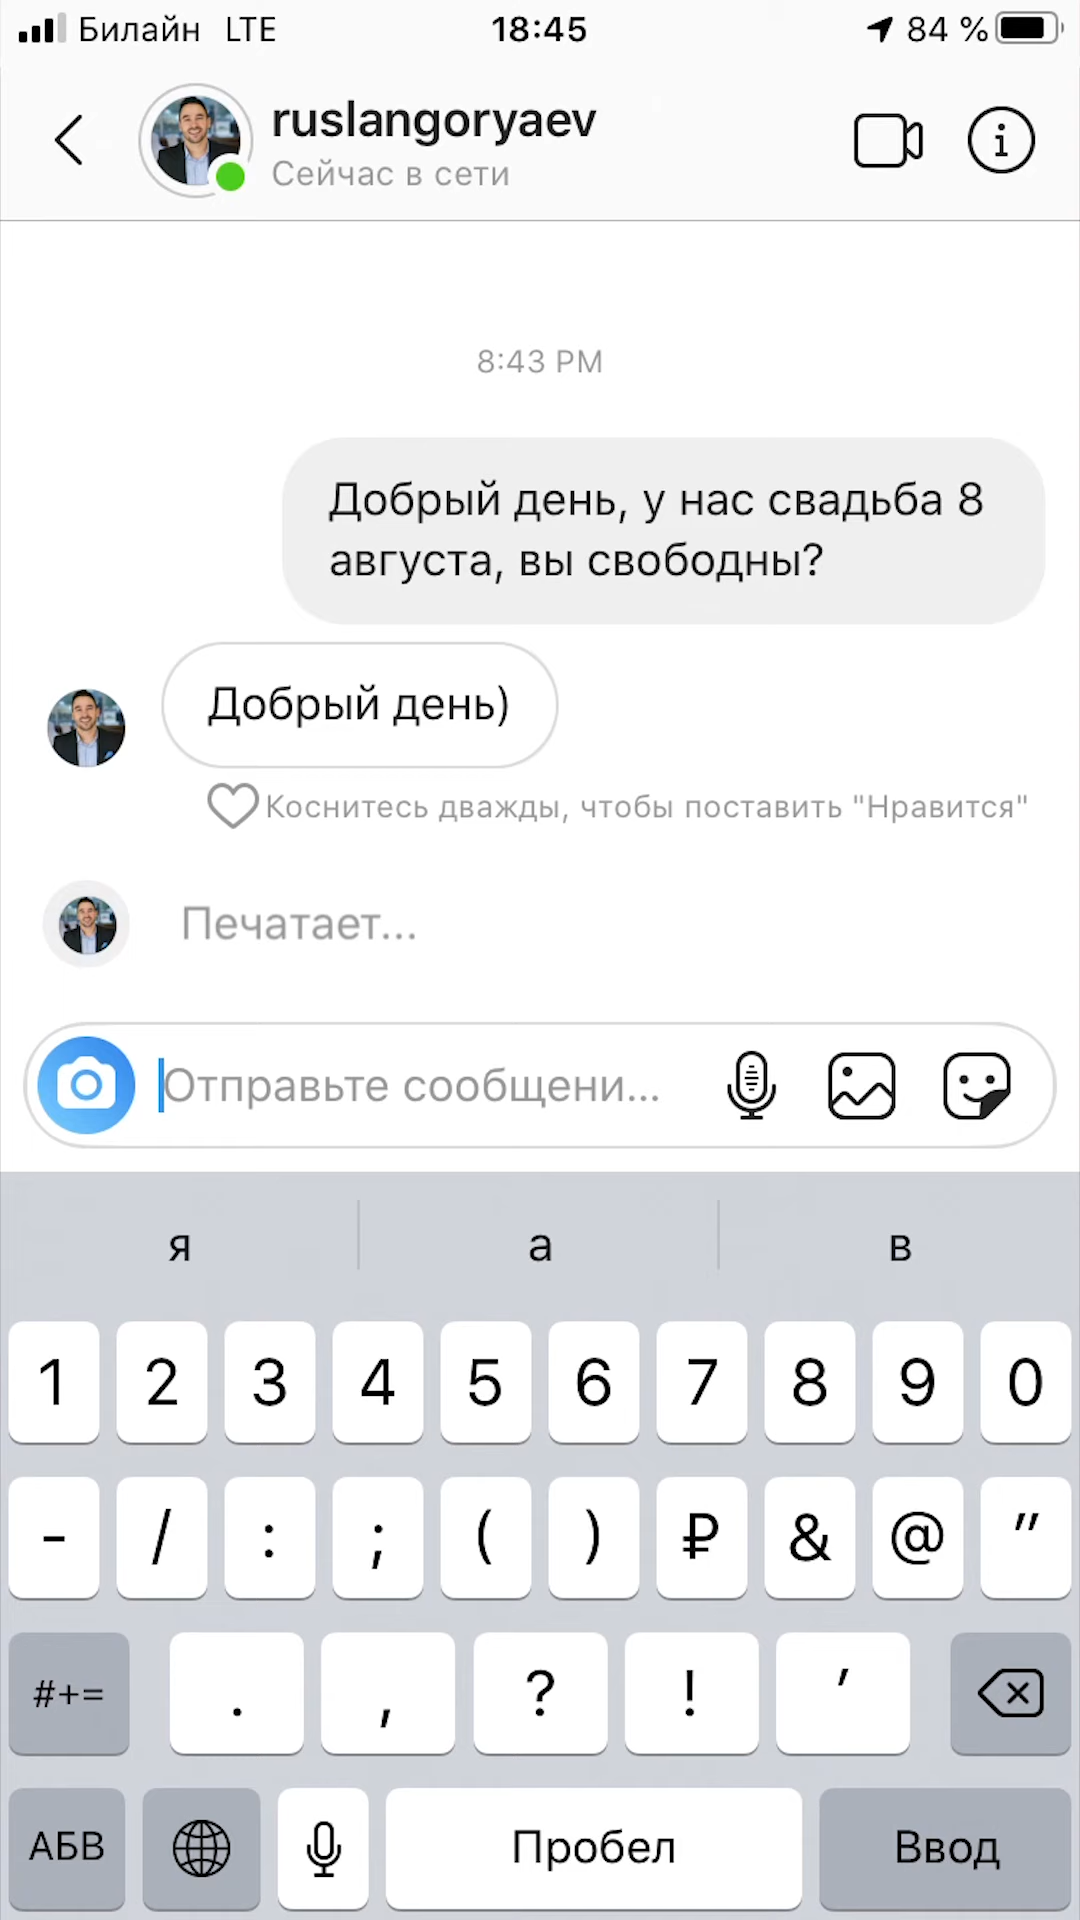 Билайн LTE 18:45 84 %
ruslangoryaev
Сейчас в сети
8:43 PM
Добрый день, у нас свадьба 8
августа, вы свободны?
Добрый день)
Коснитесь дважды, чтобы поставить "Нравится"
Печатает...
Отправьте сообщени...
я а в
1 2 3 4 5 6 7 8 9 0
- / : ; ( ) ₽ & @ "
#+= . , ? ! '
АБВ Пробел Ввод